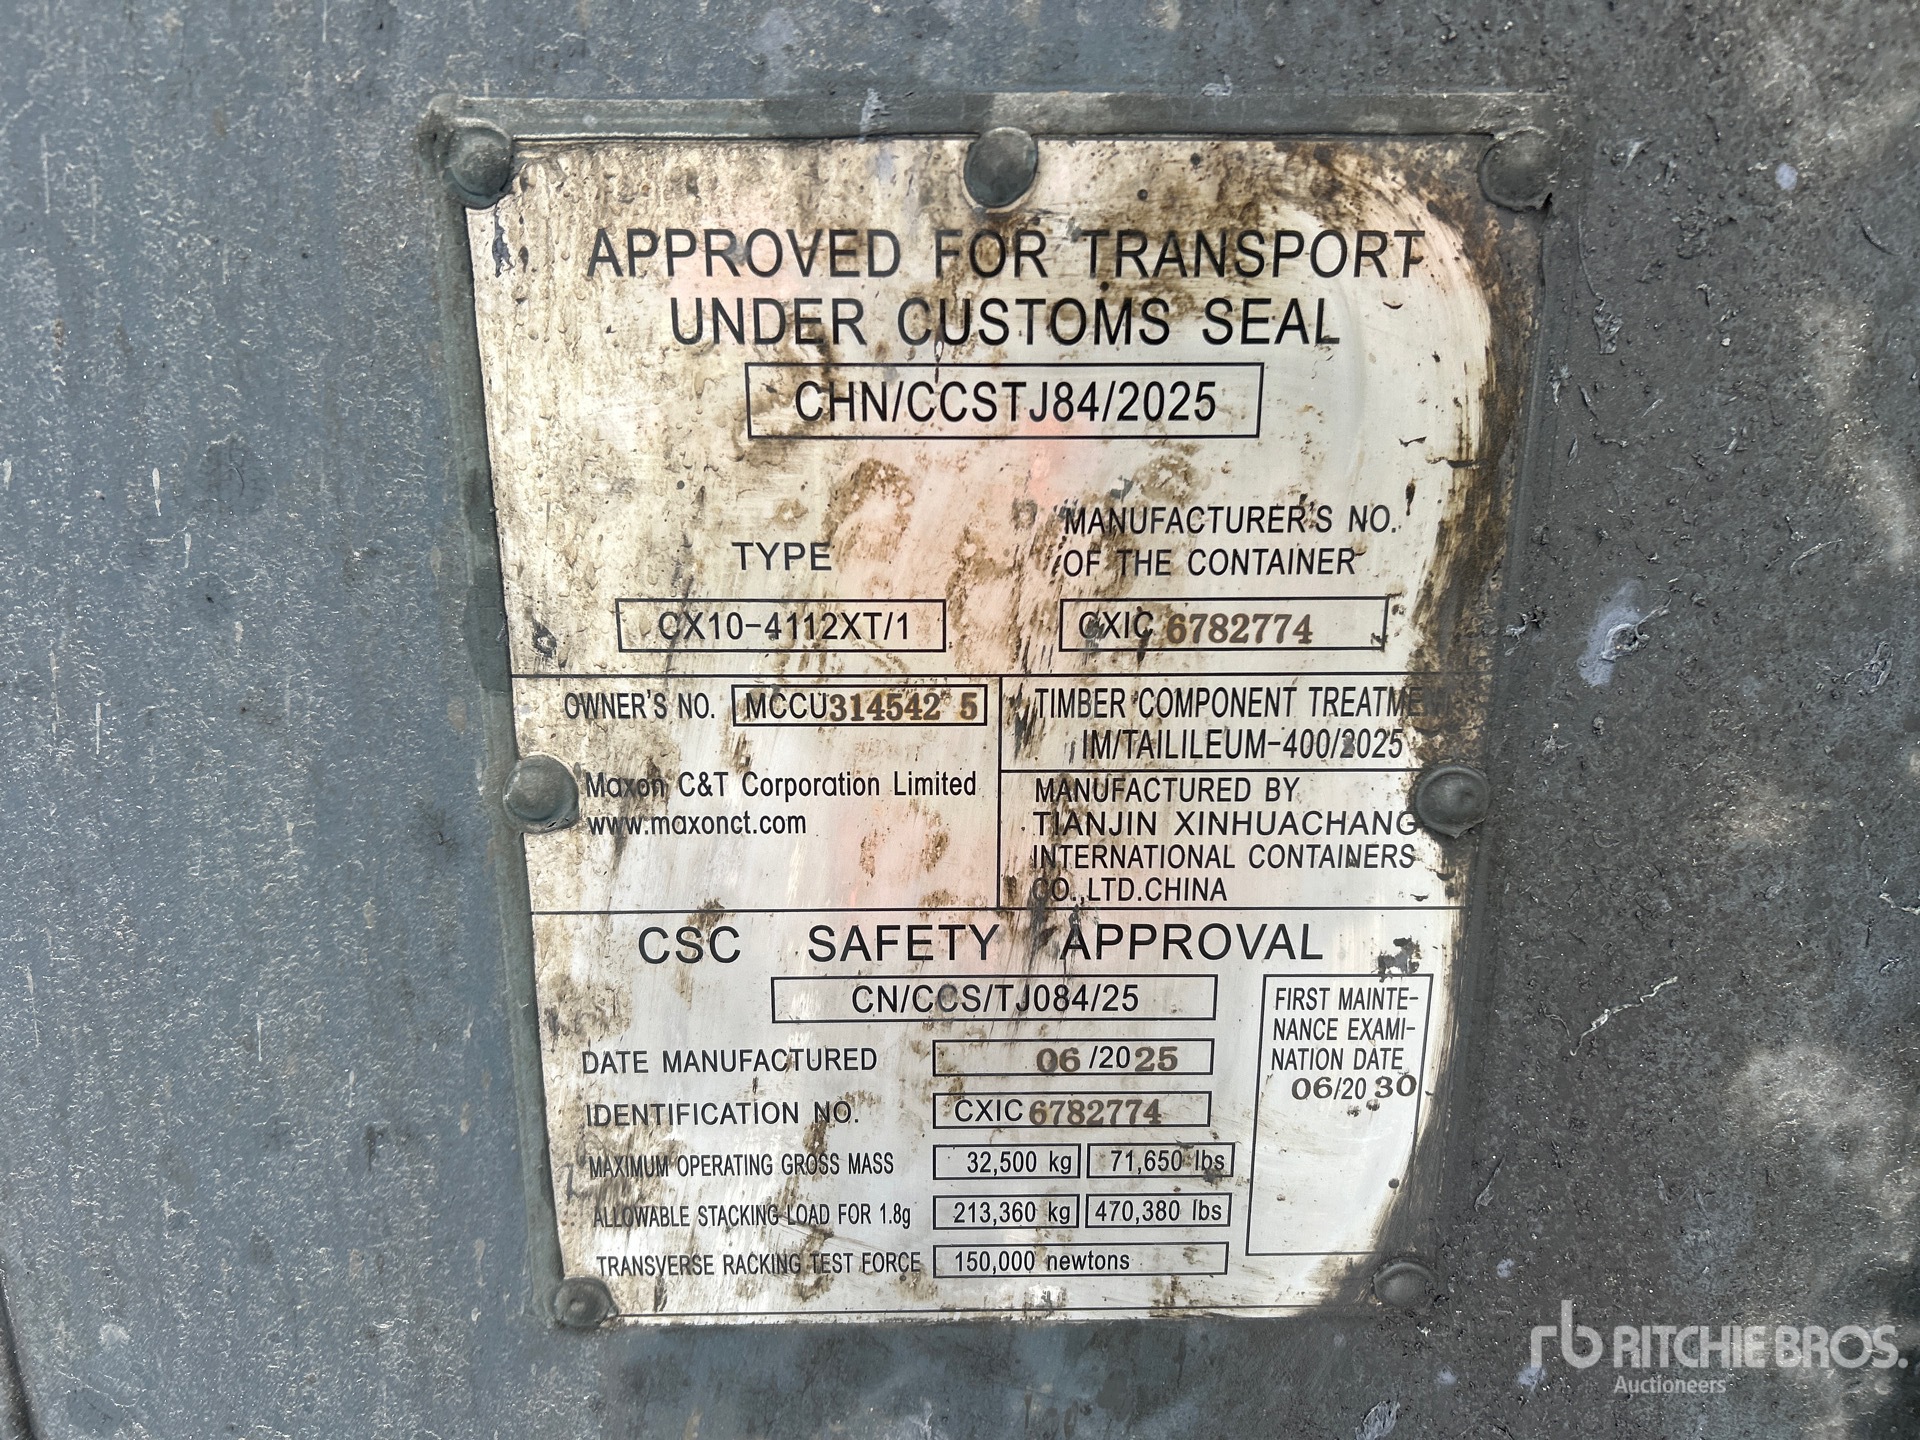 APPROVED FOR TRANSPORT
UNDER CUSTOMS SEAL
CHN/CCSTJ84/2025
TYPE
MANUFACTURER'S NO.
OF THE CONTAINER
CX10-4112XT/1
CXIC 6782774
OWNER'S NO. MCCU314542 5
Maxon C&T Corporation Limited
www.maxonct.com
TIMBER COMPONENT TREATMENT
IM/TAILILEUM-400/2025
MANUFACTURED BY
TIANJIN XINHUACHANG
INTERNATIONAL CONTAINERS
CO.,LTD.CHINA
CSC SAFETY APPROVAL
CN/CCS/TJ084/25
DATE MANUFACTURED 06 /2025
IDENTIFICATION NO. CXIC 6782774
MAXIMUM OPERATING GROSS MASS 32,500 kg 71,650 lbs
ALLOWABLE STACKING LOAD FOR 1.8g 213,360 kg 470,380 lbs
TRANSVERSE RACKING TEST FORCE 150,000 newtons
FIRST MAINTE-
NANCE EXAMI-
NATION DATE
06/20 30
rb RITCHIE BROS.
Auctioneers